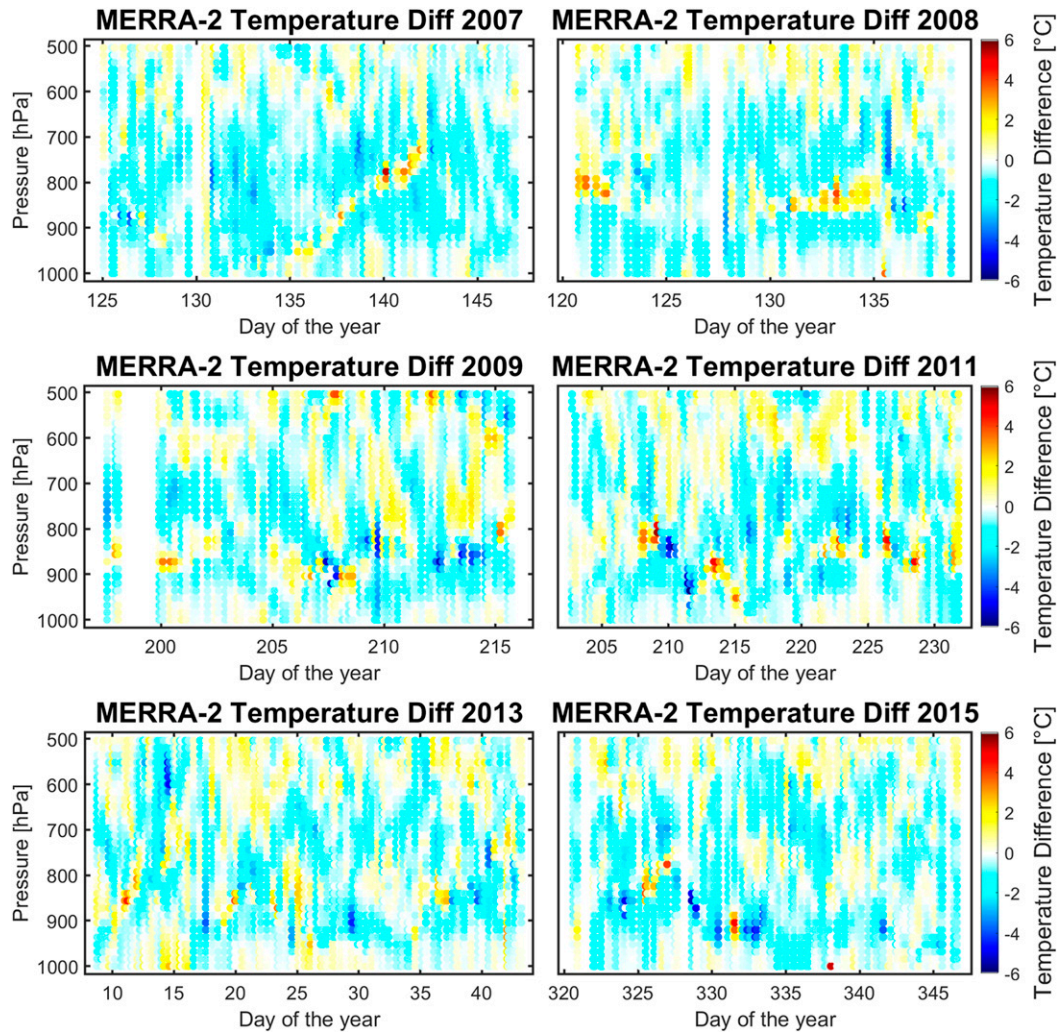 MERRA-2 Temperature Diff 2007
MERRA-2 Temperature Diff 2008
500
600
700
800
900
1000
Pressure [hPa]
125 130 135 140 145
Day of the year
120 125 130 135
Day of the year
6
4
2
0
-2
-4
-6
Temperature Difference [°C]
MERRA-2 Temperature Diff 2009
MERRA-2 Temperature Diff 2011
500
600
700
800
900
1000
Pressure [hPa]
200 205 210 215
Day of the year
205 210 215 220 225 230
Day of the year
6
4
2
0
-2
-4
-6
Temperature Difference [°C]
MERRA-2 Temperature Diff 2013
MERRA-2 Temperature Diff 2015
500
600
700
800
900
1000
Pressure [hPa]
10 15 20 25 30 35 40
Day of the year
320 325 330 335 340 345
Day of the year
6
4
2
0
-2
-4
-6
Temperature Difference [°C]